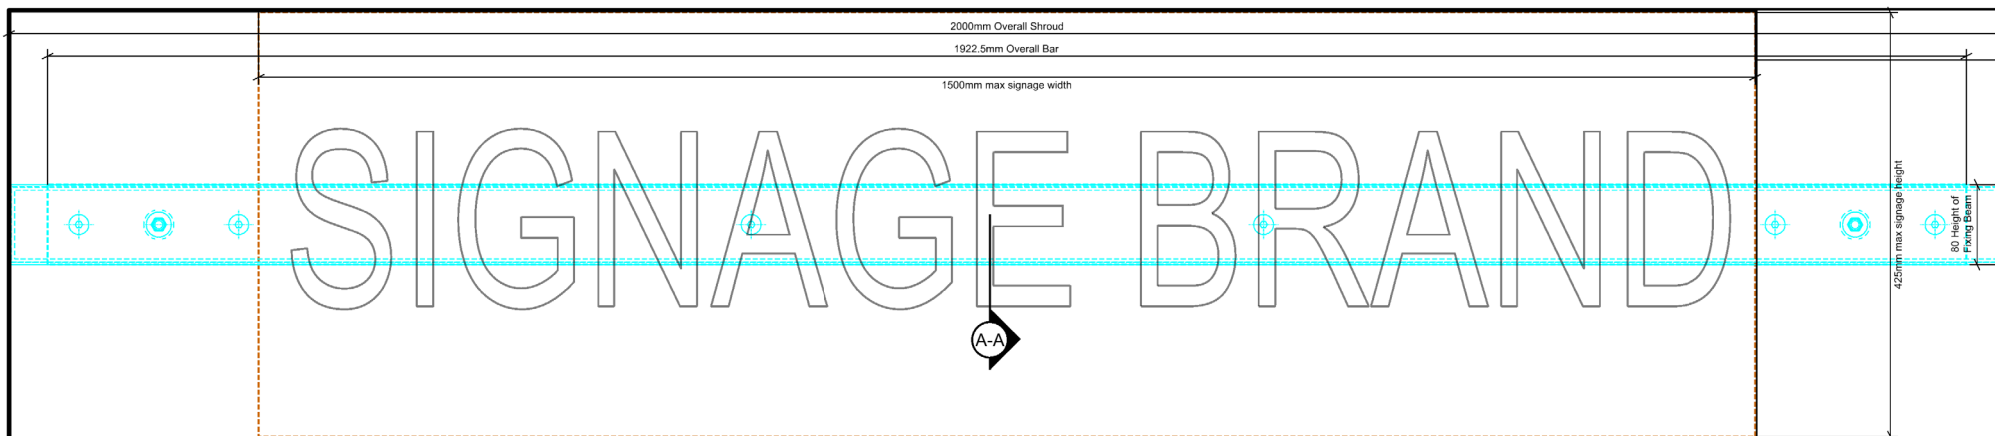 2000mm Overall Shroud
1922.5mm Overall Bar
1500mm max signage width
SIGNAGE BRAND
A-A
80 Height of
Fixing Beam
425mm max signage height